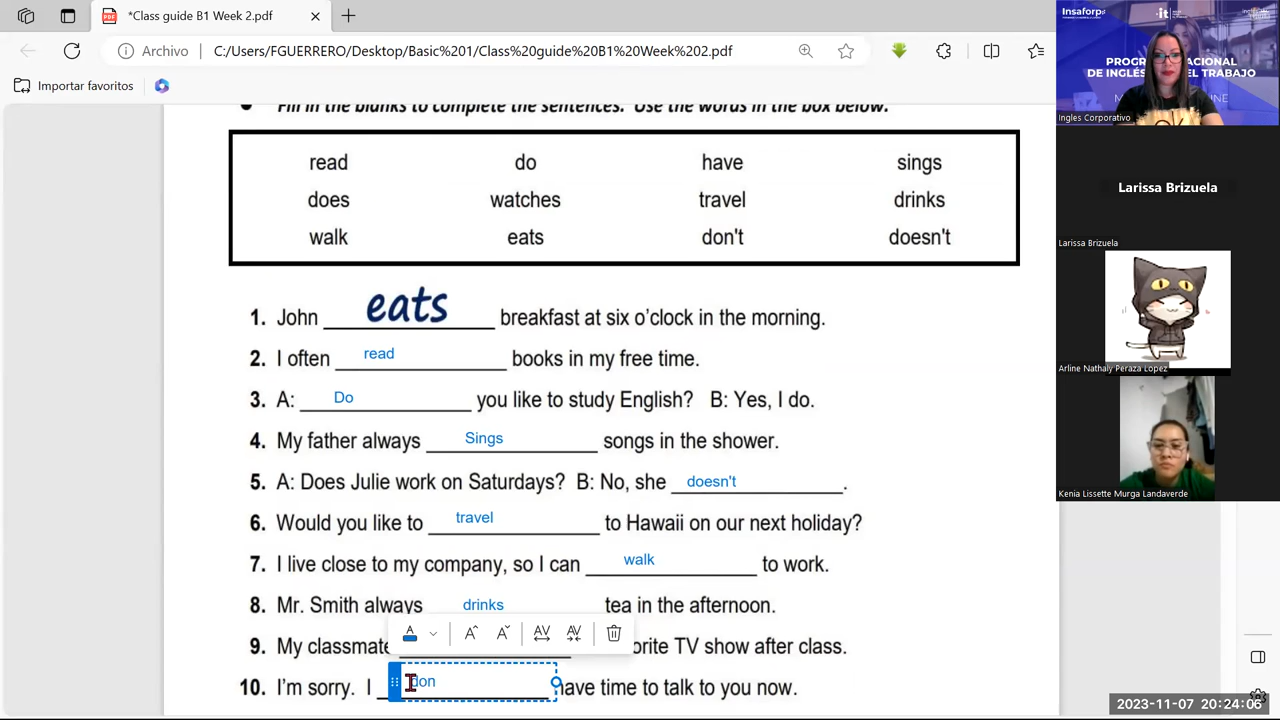 *Class guide B1 Week 2.pdf
Archivo
C:/Users/FGUERRERO/Desktop/Basic%201/Class%20guide%20B1%20Week%202.pdf
Importar favoritos
Fill in the blanks to complete the sentences. Use the words in the box below.
read do have sings
does watches travel drinks
walk eats don't doesn't
1. John eats breakfast at six o'clock in the morning.
2. I often read books in my free time.
3. A: Do you like to study English? B: Yes, I do.
4. My father always Sings songs in the shower.
5. A: Does Julie work on Saturdays? B: No, she doesn't.
6. Would you like to travel to Hawaii on our next holiday?
7. I live close to my company, so I can walk to work.
8. Mr. Smith always drinks tea in the afternoon.
9. My classmate orite TV show after class.
10. I'm sorry. I don have time to talk to you now.
Insaforp
it
Ingles Corporativo
Larissa Brizuela
Larissa Brizuela
Arline Nathaly Peraza Lopez
Kenia Lissette Murga Landaverde
2023-11-07 20:24:06